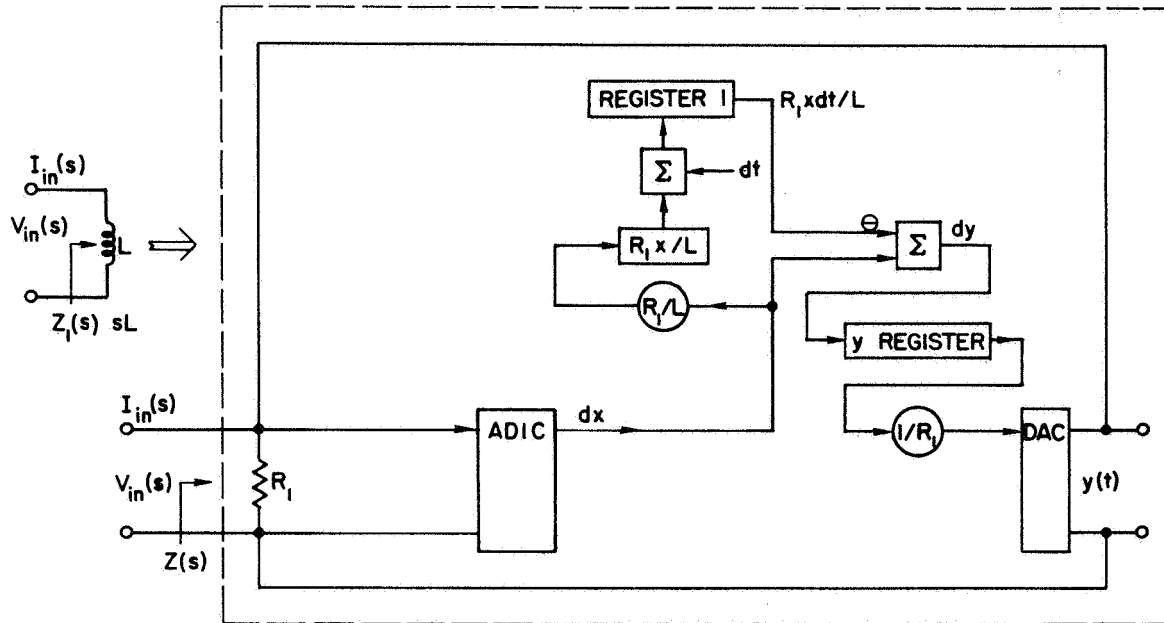 REGISTER 1
R₁xdt/L
Σ
dt
R₁x/L
R₁/L
⊖
Σ
dy
y REGISTER
1/R₁
DAC
y(t)
I_in(s)
V_in(s)
L
Z₁(s) sL
I_in(s)
V_in(s)
R₁
Z(s)
ADIC
dx